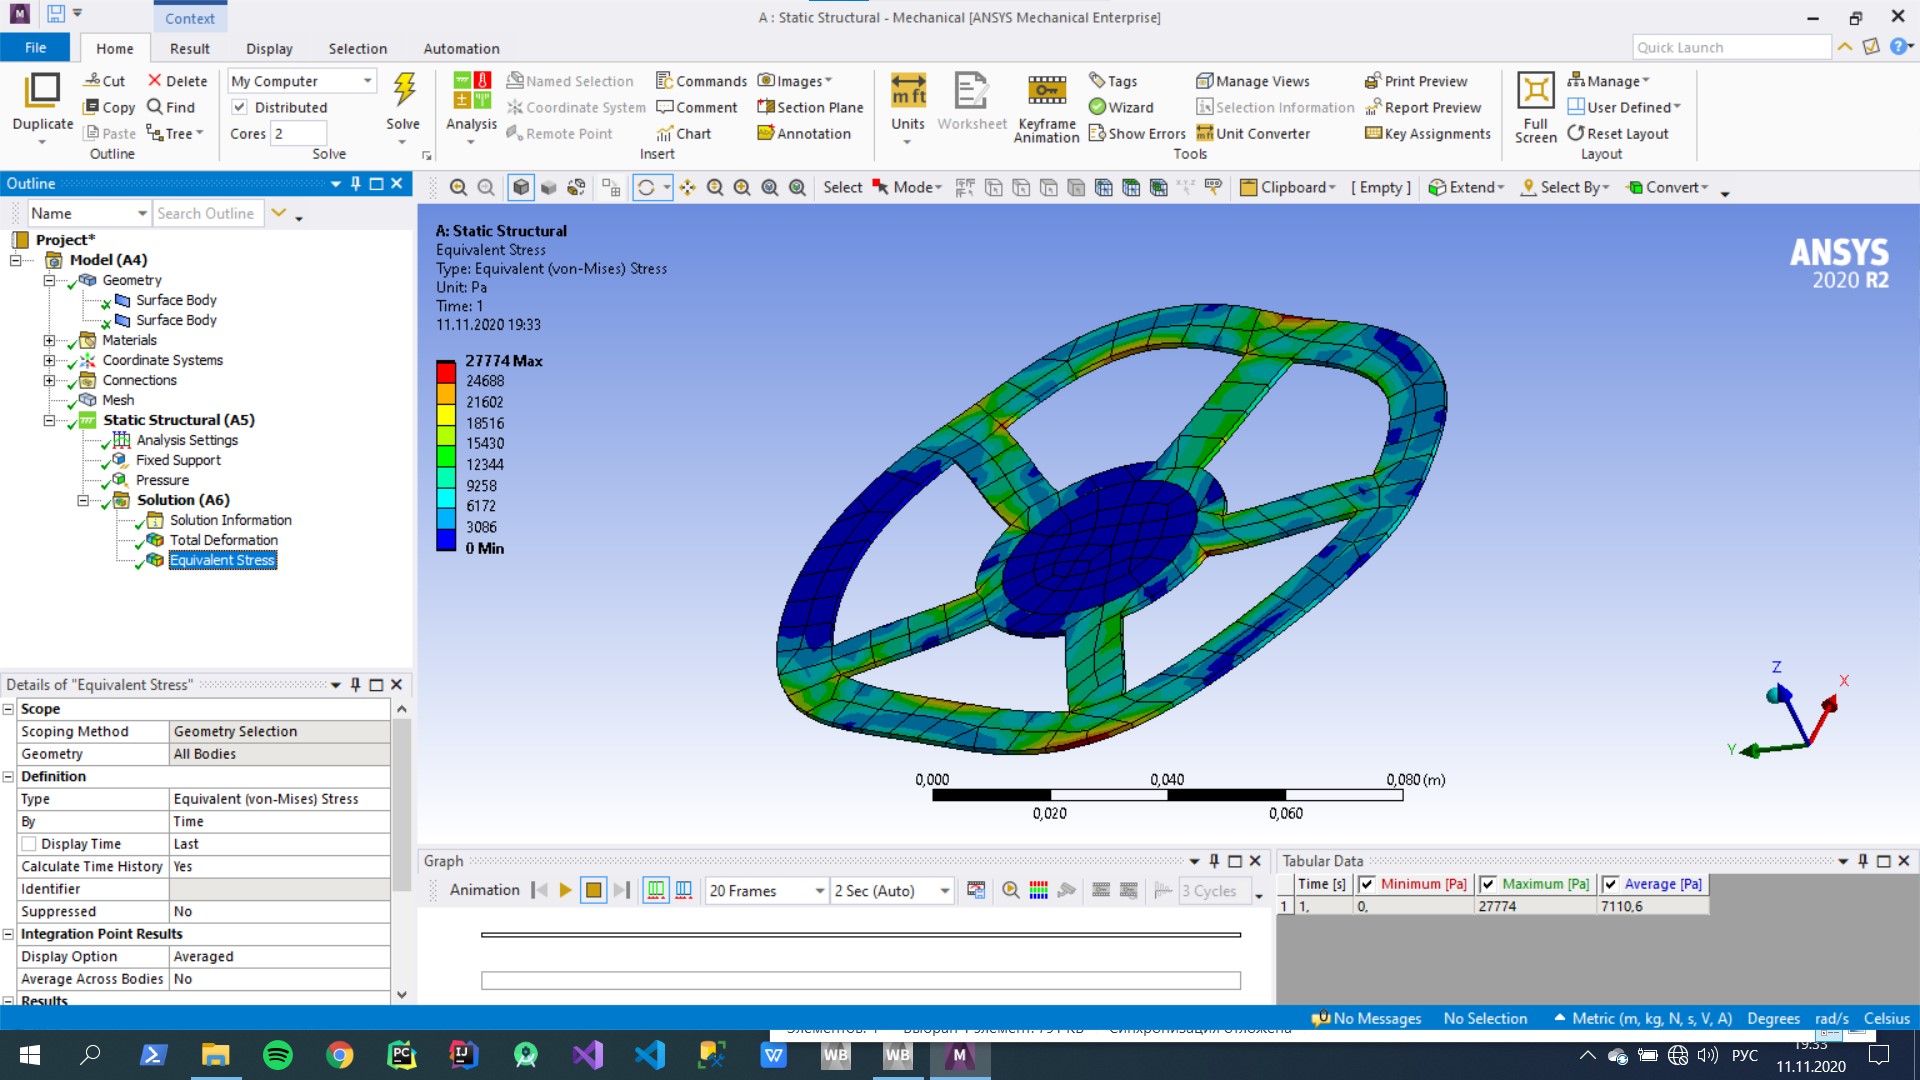 Context
A : Static Structural - Mechanical [ANSYS Mechanical Enterprise]
File Home Result Display Selection Automation
Quick Launch
Duplicate
Cut Delete
Copy Find
Paste Tree
Outline
My Computer
Distributed
Cores 2
Solve
Solve
Analysis
Named Selection Commands Images
Coordinate System Comment Section Plane
Remote Point Chart Annotation
Insert
Units Worksheet Keyframe Animation
Tags Manage Views Print Preview
Wizard Selection Information Report Preview
Show Errors Unit Converter Key Assignments
Tools
Full Screen
Manage
User Defined
Reset Layout
Layout
Outline
Name Search Outline
Project*
Model (A4)
Geometry
Surface Body
Surface Body
Materials
Coordinate Systems
Connections
Mesh
Static Structural (A5)
Analysis Settings
Fixed Support
Pressure
Solution (A6)
Solution Information
Total Deformation
Equivalent Stress
Select Mode Clipboard [ Empty ] Extend Select By Convert
A: Static Structural
Equivalent Stress
Type: Equivalent (von-Mises) Stress
Unit: Pa
Time: 1
11.11.2020 19:33
27774 Max
24688
21602
18516
15430
12344
9258
6172
3086
0 Min
ANSYS
2020 R2
Z
X
Y
0,000 0,040 0,080 (m)
0,020 0,060
Details of "Equivalent Stress"
Scope
Scoping Method Geometry Selection
Geometry All Bodies
Definition
Type Equivalent (von-Mises) Stress
By Time
Display Time Last
Calculate Time History Yes
Identifier
Suppressed No
Integration Point Results
Display Option Averaged
Average Across Bodies No
Results
Graph
Animation 20 Frames 2 Sec (Auto) 3 Cycles
Tabular Data
Time [s] Minimum [Pa] Maximum [Pa] Average [Pa]
1 1, 0, 27774 7110,6
No Messages No Selection Metric (m, kg, N, s, V, A) Degrees rad/s Celsius
РУС
19:33
11.11.2020